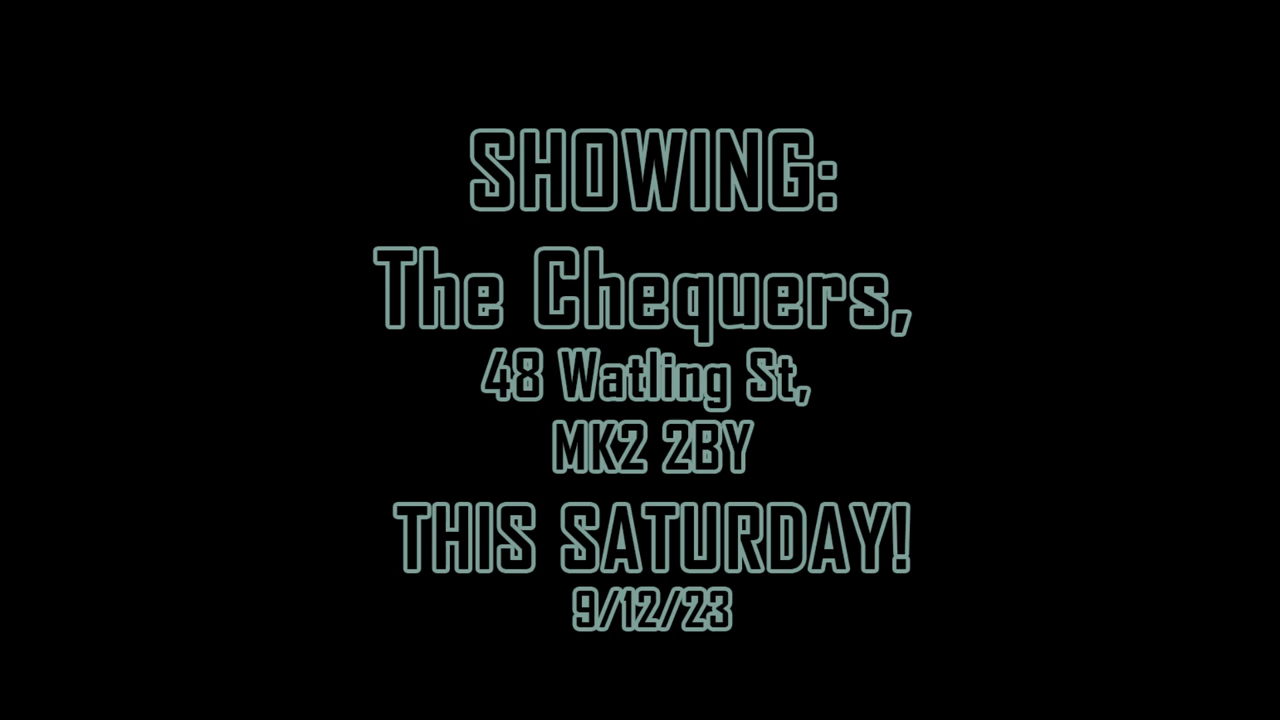 SHOWING:
The Chequers,
48 Watling St,
MK2 2BY
THIS SATURDAY!
9/12/23